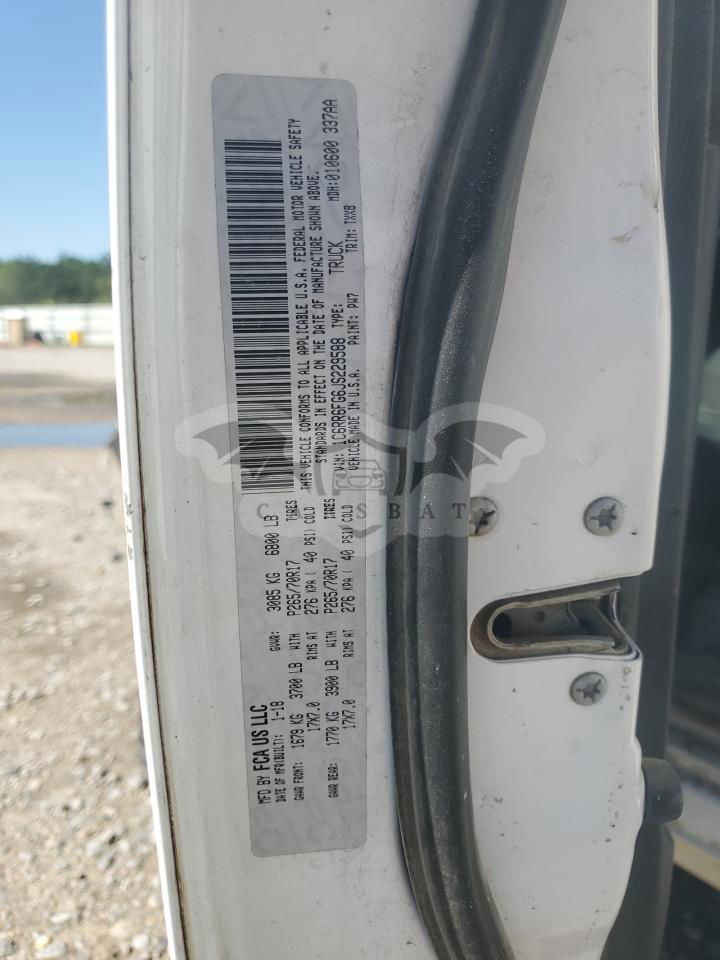 MFD BY FCA US LLC
DATE OF MFR(BUILT): 1-18 GVWR: 3085 KG 6800 LB
GAWR FRONT: 1679 KG 3700 LB WITH P265/70R17 TIRES
17X7.0 RIMS AT 276 KPA ( 40 PSI) COLD
GAWR REAR: 1770 KG 3900 LB WITH P265/70R17 TIRES
17X7.0 RIMS AT 276 KPA ( 40 PSI) COLD
THIS VEHICLE CONFORMS TO ALL APPLICABLE U.S.A. FEDERAL MOTOR VEHICLE SAFETY
STANDARDS IN EFFECT ON THE DATE OF MANUFACTURE SHOWN ABOVE.
VIN: 1C6RR6FG6JS229588 TYPE: TRUCK MDH:010600 337AA
VEHICLE MADE IN U.S.A. PAINT: PW7 TRIM: TXX8
C SBAT